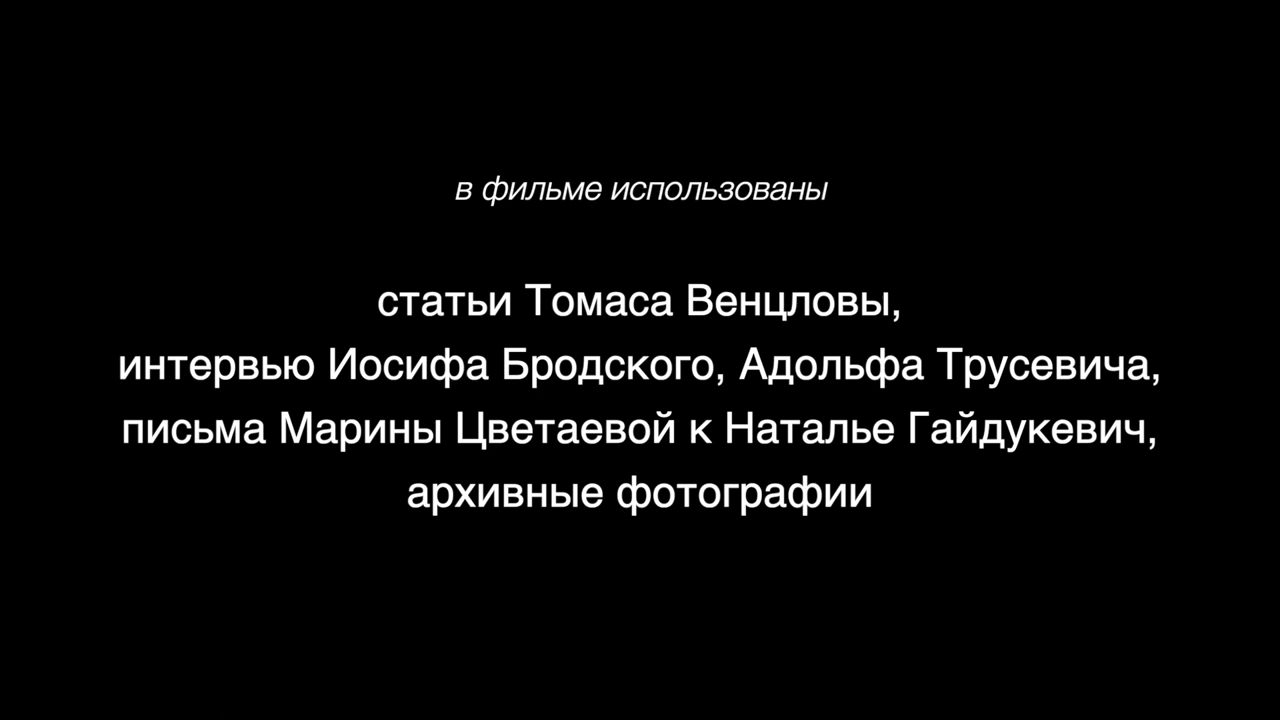 в фильме использованы
статьи Томаса Венцловы,
интервью Иосифа Бродского, Адольфа Трусевича,
письма Марины Цветаевой к Наталье Гайдукевич,
архивные фотографии